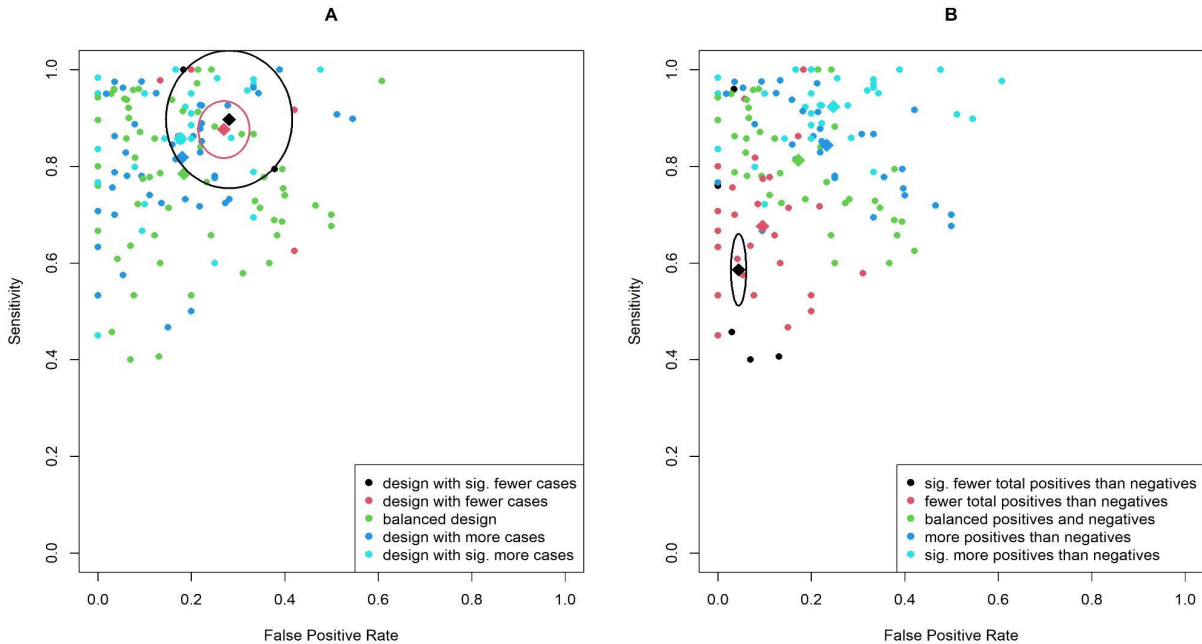 A
Sensitivity
1.0
0.8
0.6
0.4
0.2
0.0
design with sig. fewer cases
design with fewer cases
balanced design
design with more cases
design with sig. more cases
0.0 0.2 0.4 0.6 0.8 1.0
False Positive Rate
B
Sensitivity
1.0
0.8
0.6
0.4
0.2
0.0
sig. fewer total positives than negatives
fewer total positives than negatives
balanced positives and negatives
more positives than negatives
sig. more positives than negatives
0.0 0.2 0.4 0.6 0.8 1.0
False Positive Rate